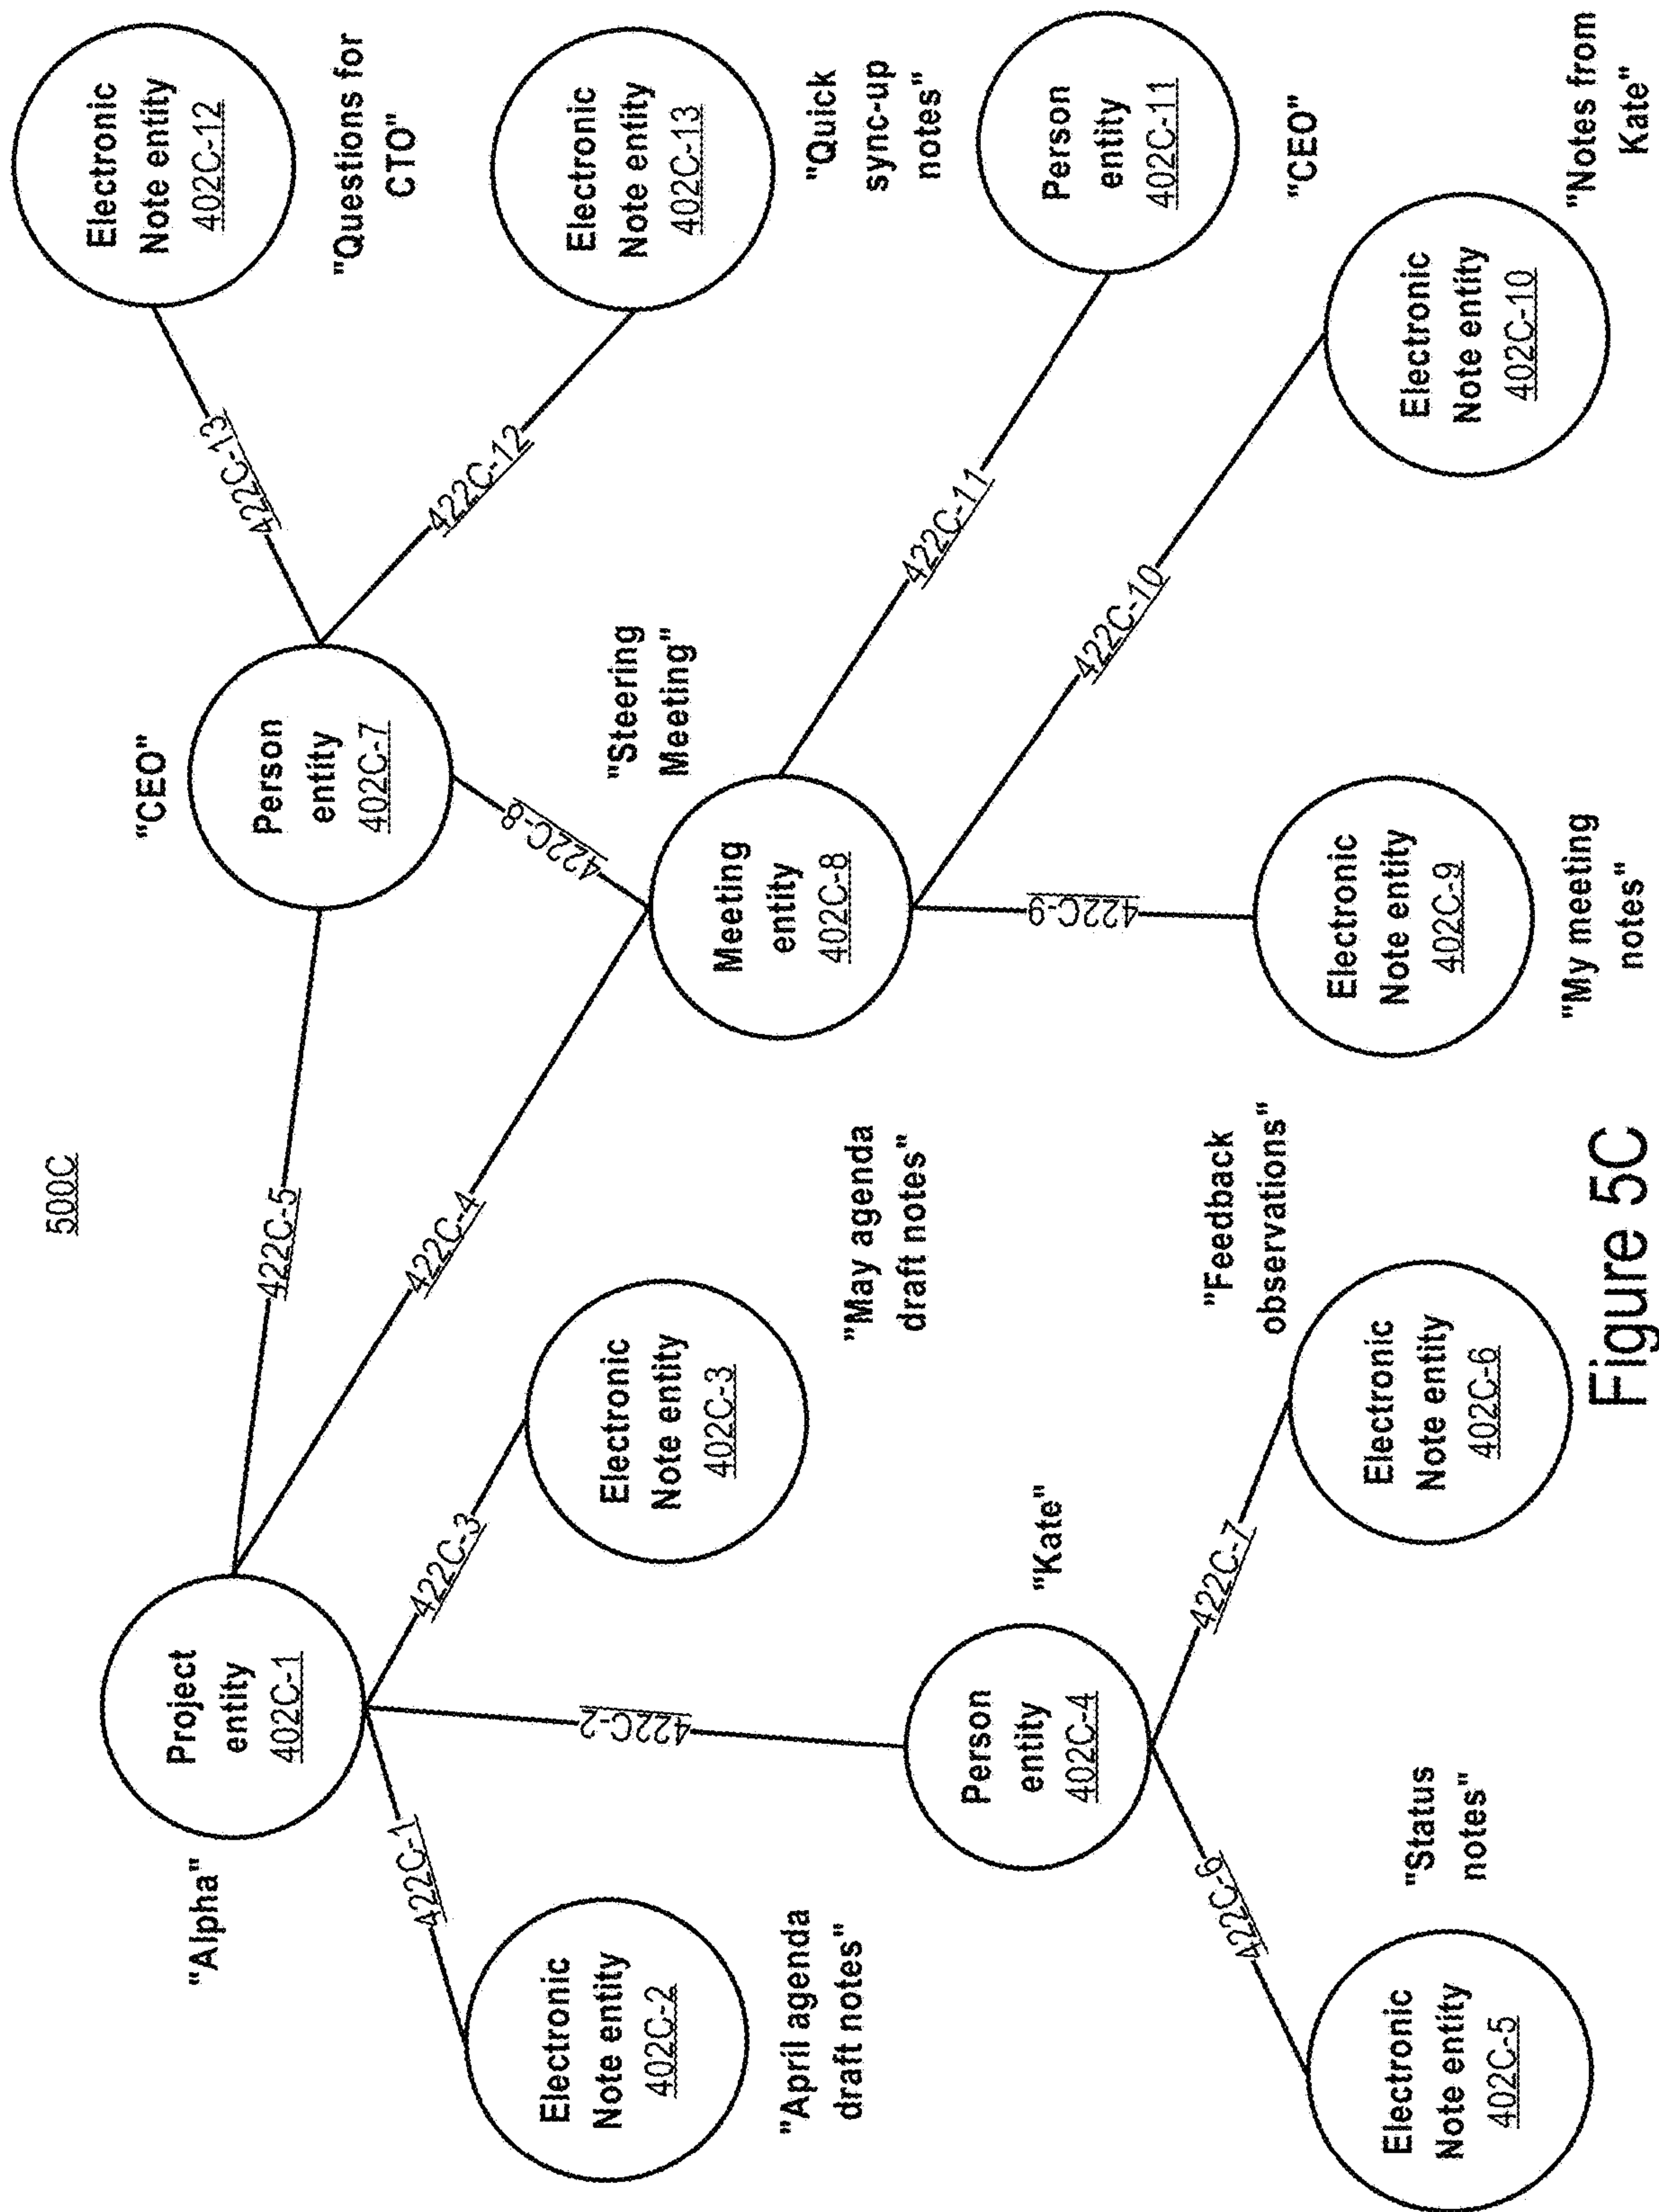 500C
"Alpha"
Project
entity
402C-1
422C-5
422C-4
"CEO"
Person
entity
402C-7
422C-13
422C-12
Electronic
Note entity
402C-12
"Questions for
CTO"
Electronic
Note entity
402C-13
"Quick
sync-up
notes"
422C-1
422C-2
422C-3
Electronic
Note entity
402C-2
"April agenda
draft notes"
Electronic
Note entity
402C-3
"May agenda
draft notes"
422C-8
"Steering
Meeting"
Meeting
entity
402C-8
422C-11
422C-10
422C-9
Person
entity
402C-11
"CEO"
Person
entity
402C-4
"Kate"
422C-6
422C-7
Electronic
Note entity
402C-5
"Status
notes"
Electronic
Note entity
402C-6
"Feedback
observations"
Electronic
Note entity
402C-9
"My meeting
notes"
Electronic
Note entity
402C-10
"Notes from
Kate"
Figure 5C